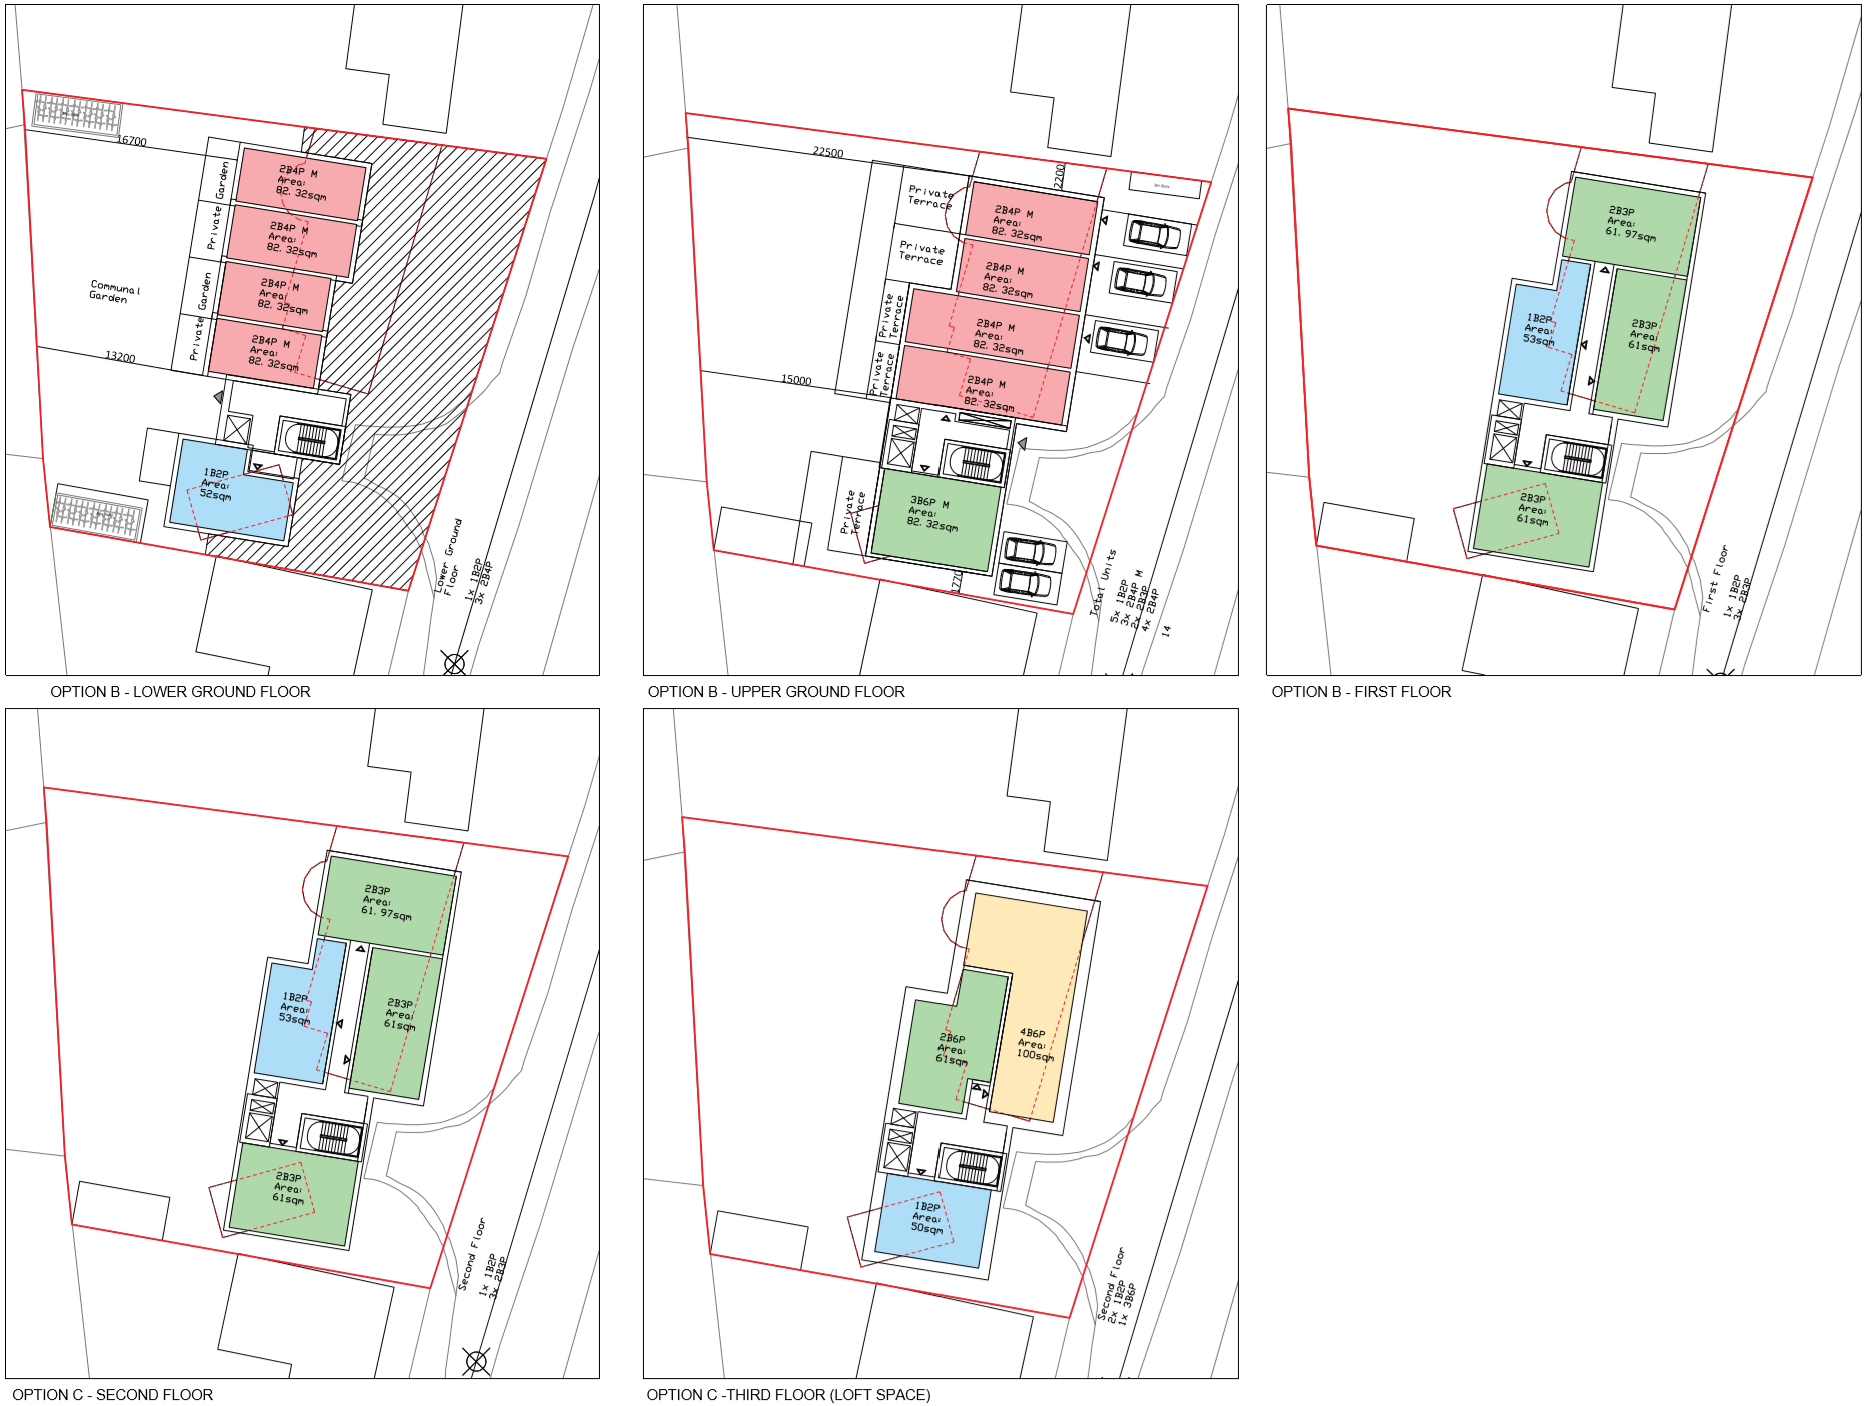 16700
2B4P M
Area:
82.32sqm
2B4P M
Area:
82.32sqm
2B4P M
Area:
82.32sqm
2B4P M
Area:
82.32sqm
Private Garden
Private Garden
Communal
Garden
13200
1B2P
Area:
52sqm
Lower Ground
Floor
1x 1B2P
3x 2B4P
OPTION B - LOWER GROUND FLOOR
22500
2200
Private
Terrace
Private
Terrace
Private
Terrace
Private
Terrace
2B4P M
Area:
82.32sqm
2B4P M
Area:
82.32sqm
2B4P M
Area:
82.32sqm
2B4P M
Area:
82.32sqm
15000
3B6P M
Area:
82.32sqm
Private
Terrace
1770
Total Units
5x 1B2P
3x 2B4P M
2x 2B3P
4x 2B4P
14
OPTION B - UPPER GROUND FLOOR
2B3P
Area:
61.97sqm
1B2P
Area:
53sqm
2B3P
Area:
61sqm
2B3P
Area:
61sqm
First Floor
1x 1B2P
3x 2B3P
OPTION B - FIRST FLOOR
2B3P
Area:
61.97sqm
1B2P
Area:
53sqm
2B3P
Area:
61sqm
2B3P
Area:
61sqm
Second Floor
1x 1B2P
3x 2B3P
OPTION C - SECOND FLOOR
2B6P
Area:
61sqm
4B6P
Area:
100sqm
1B2P
Area:
50sqm
Second Floor
2x 1B2P
1x 3B6P
OPTION C -THIRD FLOOR (LOFT SPACE)